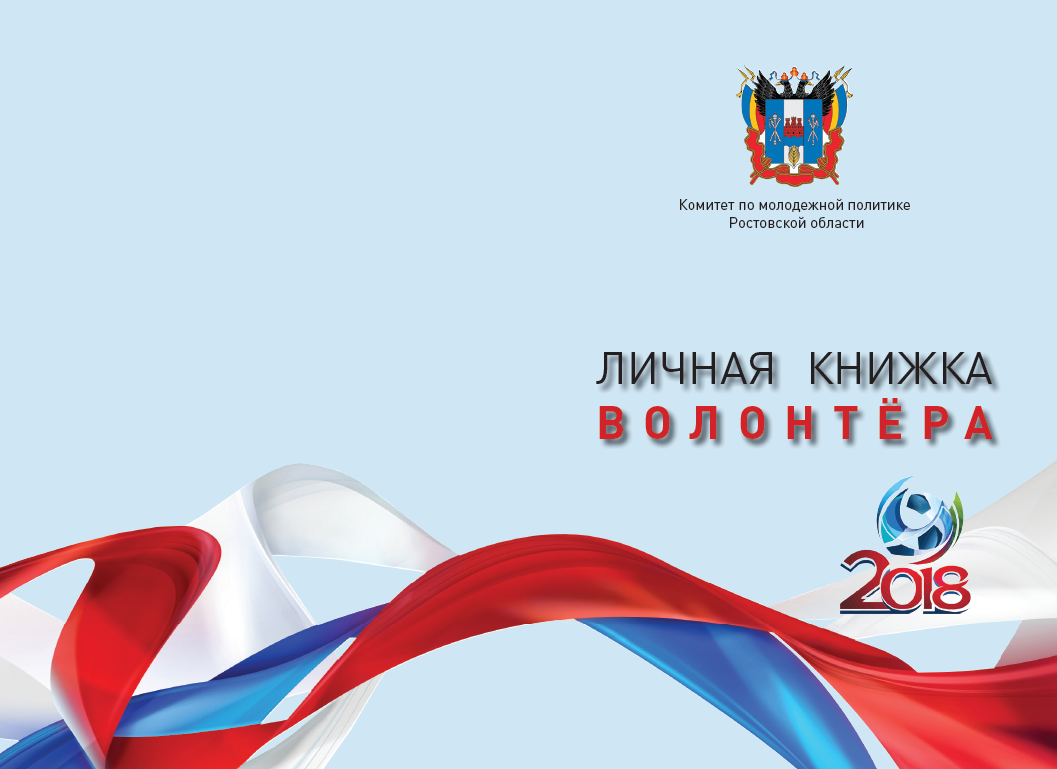 Комитет по молодежной политике
Ростовской области
ЛИЧНАЯ КНИЖКА
ВОЛОНТЁРА
2018